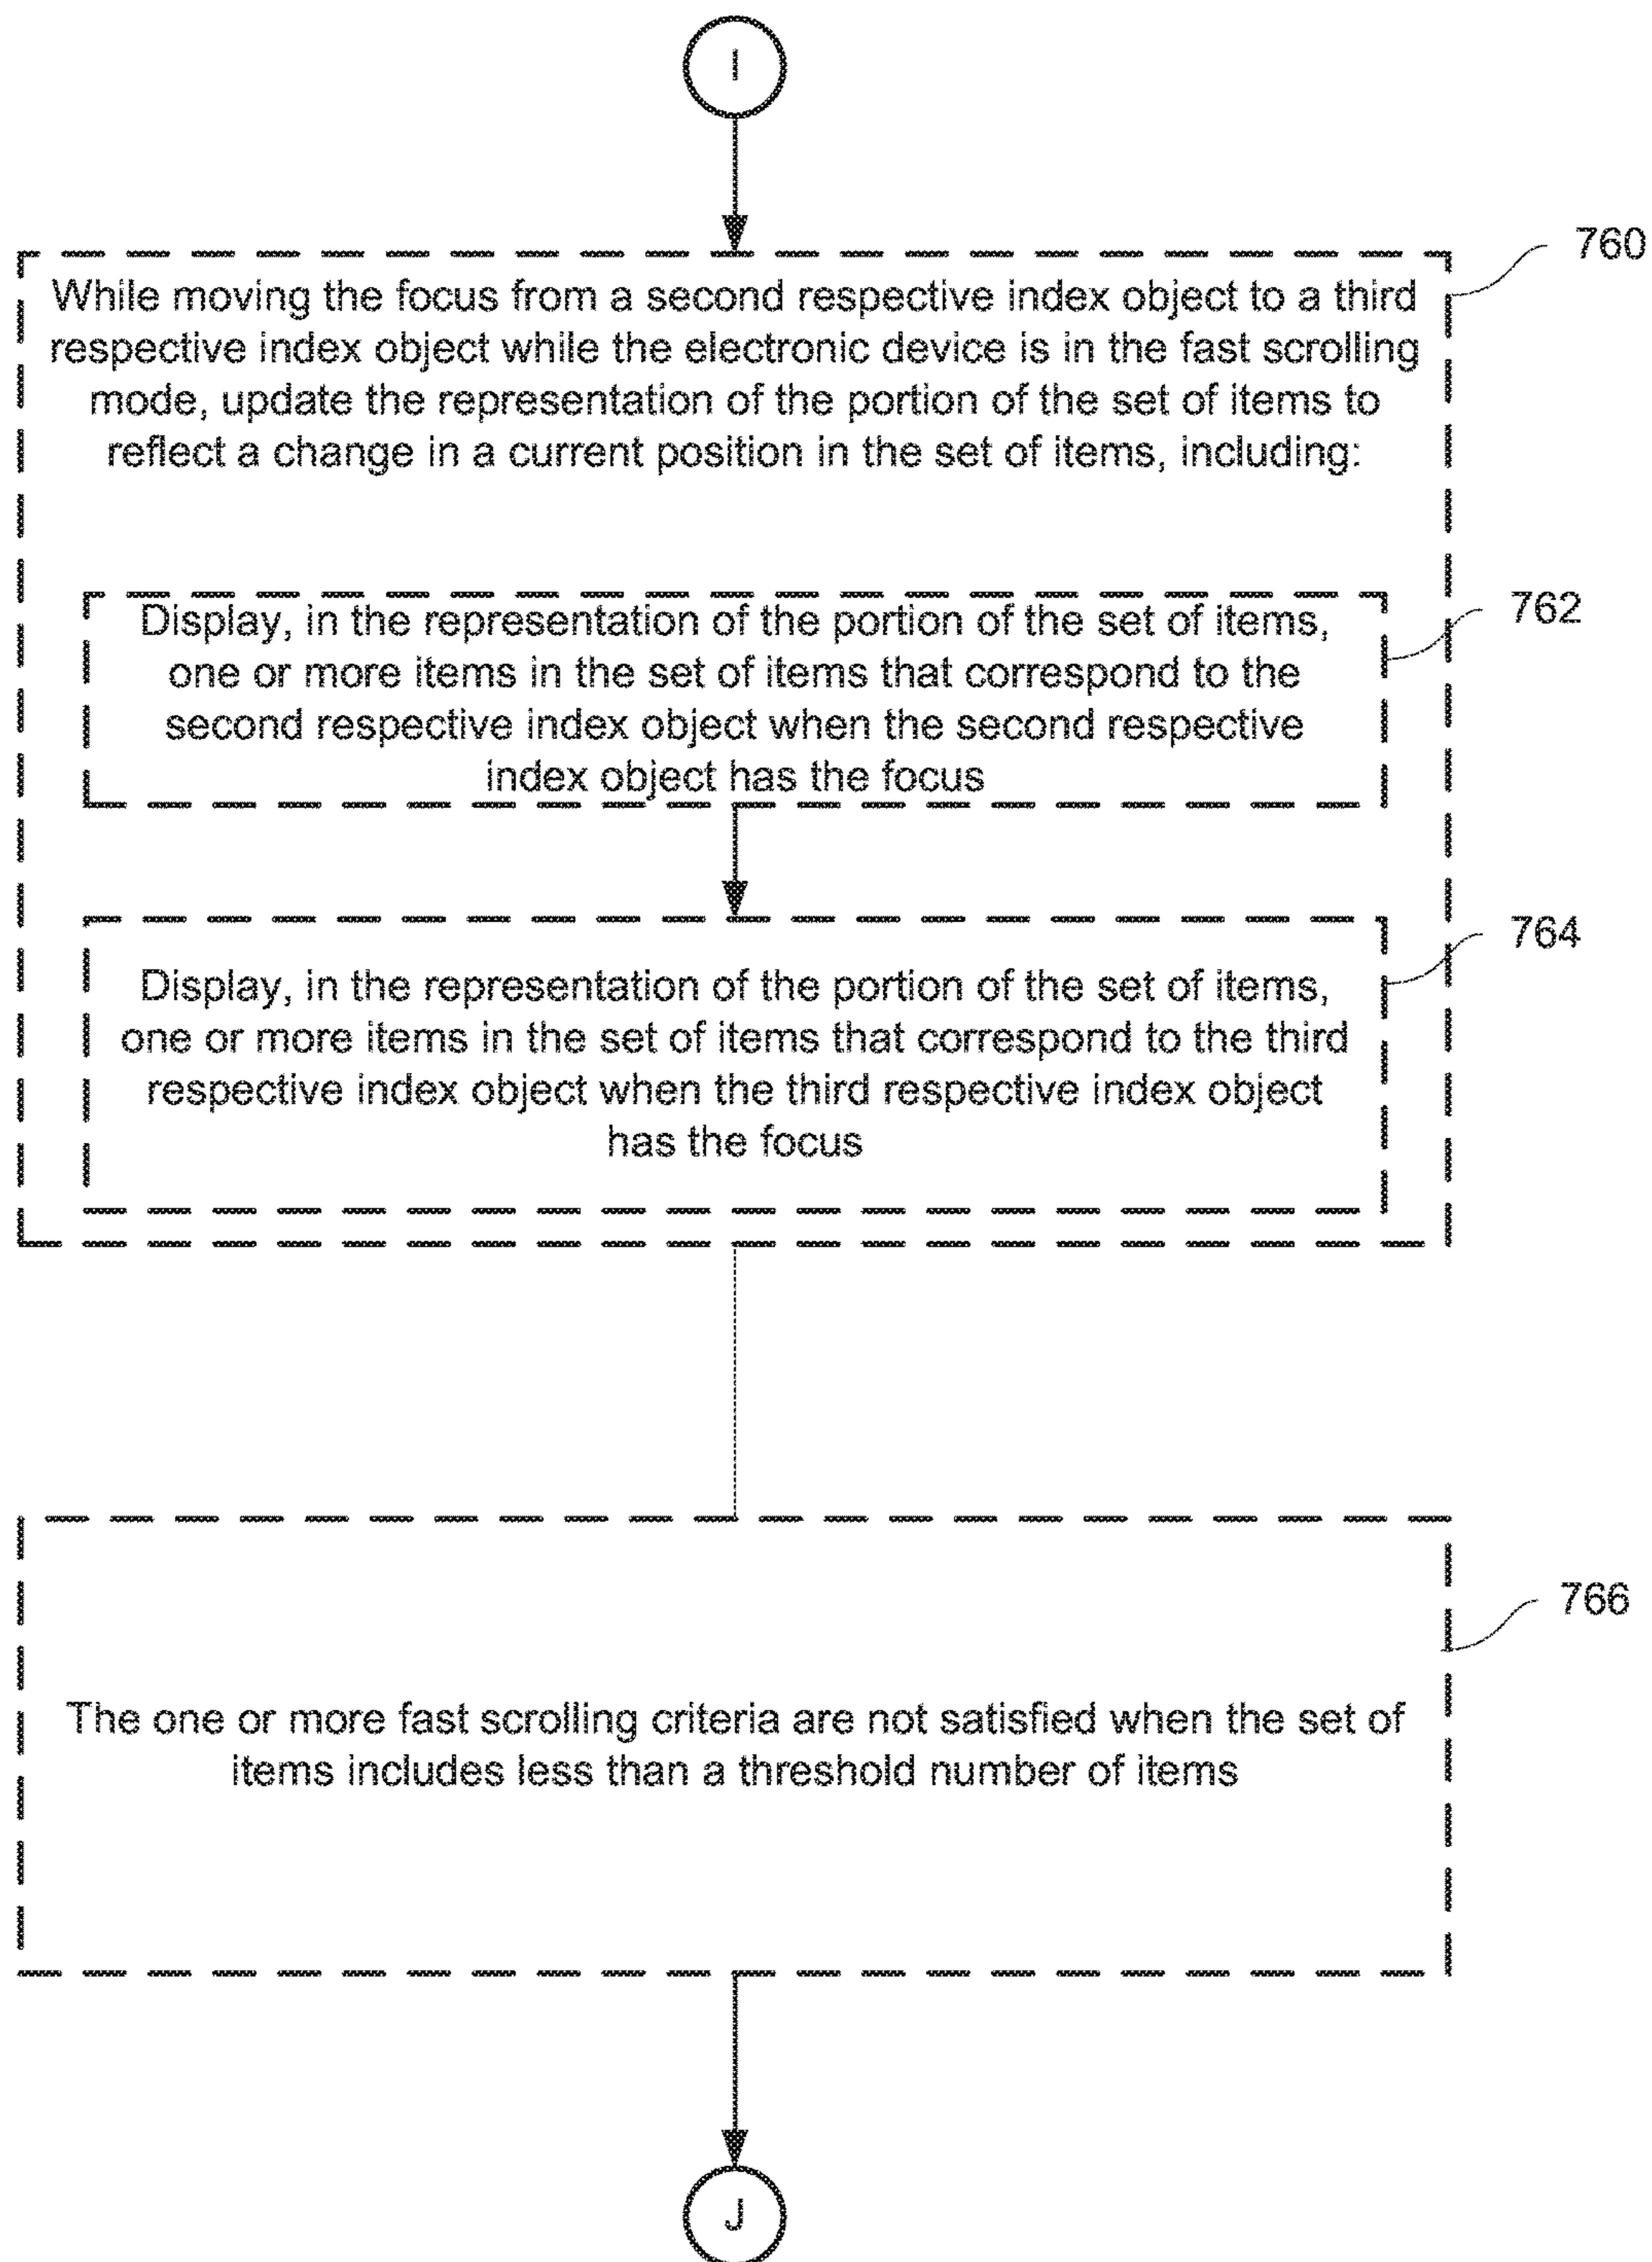 I
760
While moving the focus from a second respective index object to a third
respective index object while the electronic device is in the fast scrolling
mode, update the representation of the portion of the set of items to
reflect a change in a current position in the set of items, including:
762
Display, in the representation of the portion of the set of items,
one or more items in the set of items that correspond to the
second respective index object when the second respective
index object has the focus
764
Display, in the representation of the portion of the set of items,
one or more items in the set of items that correspond to the third
respective index object when the third respective index object
has the focus
766
The one or more fast scrolling criteria are not satisfied when the set of
items includes less than a threshold number of items
J